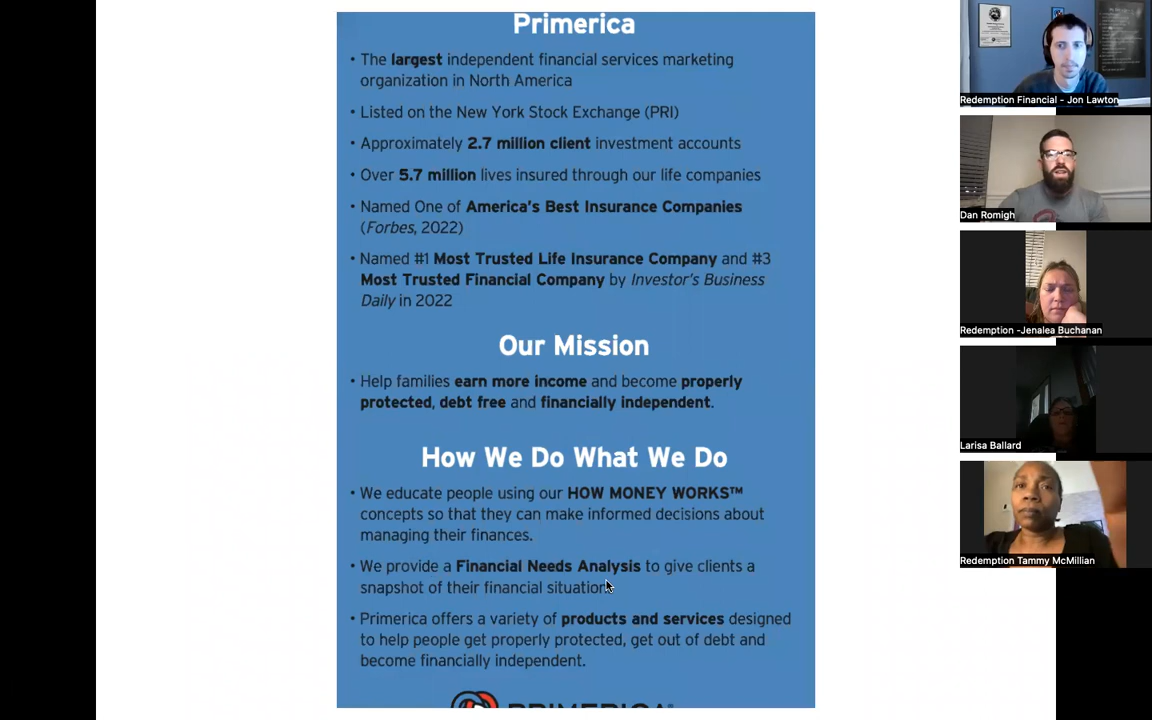 Primerica
• The largest independent financial services marketing
organization in North America
• Listed on the New York Stock Exchange (PRI)
• Approximately 2.7 million client investment accounts
• Over 5.7 million lives insured through our life companies
• Named One of America's Best Insurance Companies
(Forbes, 2022)
• Named #1 Most Trusted Life Insurance Company and #3
Most Trusted Financial Company by Investor's Business
Daily in 2022
Our Mission
• Help families earn more income and become properly
protected, debt free and financially independent.
How We Do What We Do
• We educate people using our HOW MONEY WORKS™
concepts so that they can make informed decisions about
managing their finances.
• We provide a Financial Needs Analysis to give clients a
snapshot of their financial situation.
• Primerica offers a variety of products and services designed
to help people get properly protected, get out of debt and
become financially independent.
PRIMERICA
Redemption Financial - Jon Lawton
Dan Romigh
Redemption -Jenalea Buchanan
Larisa Ballard
Redemption Tammy McMillian